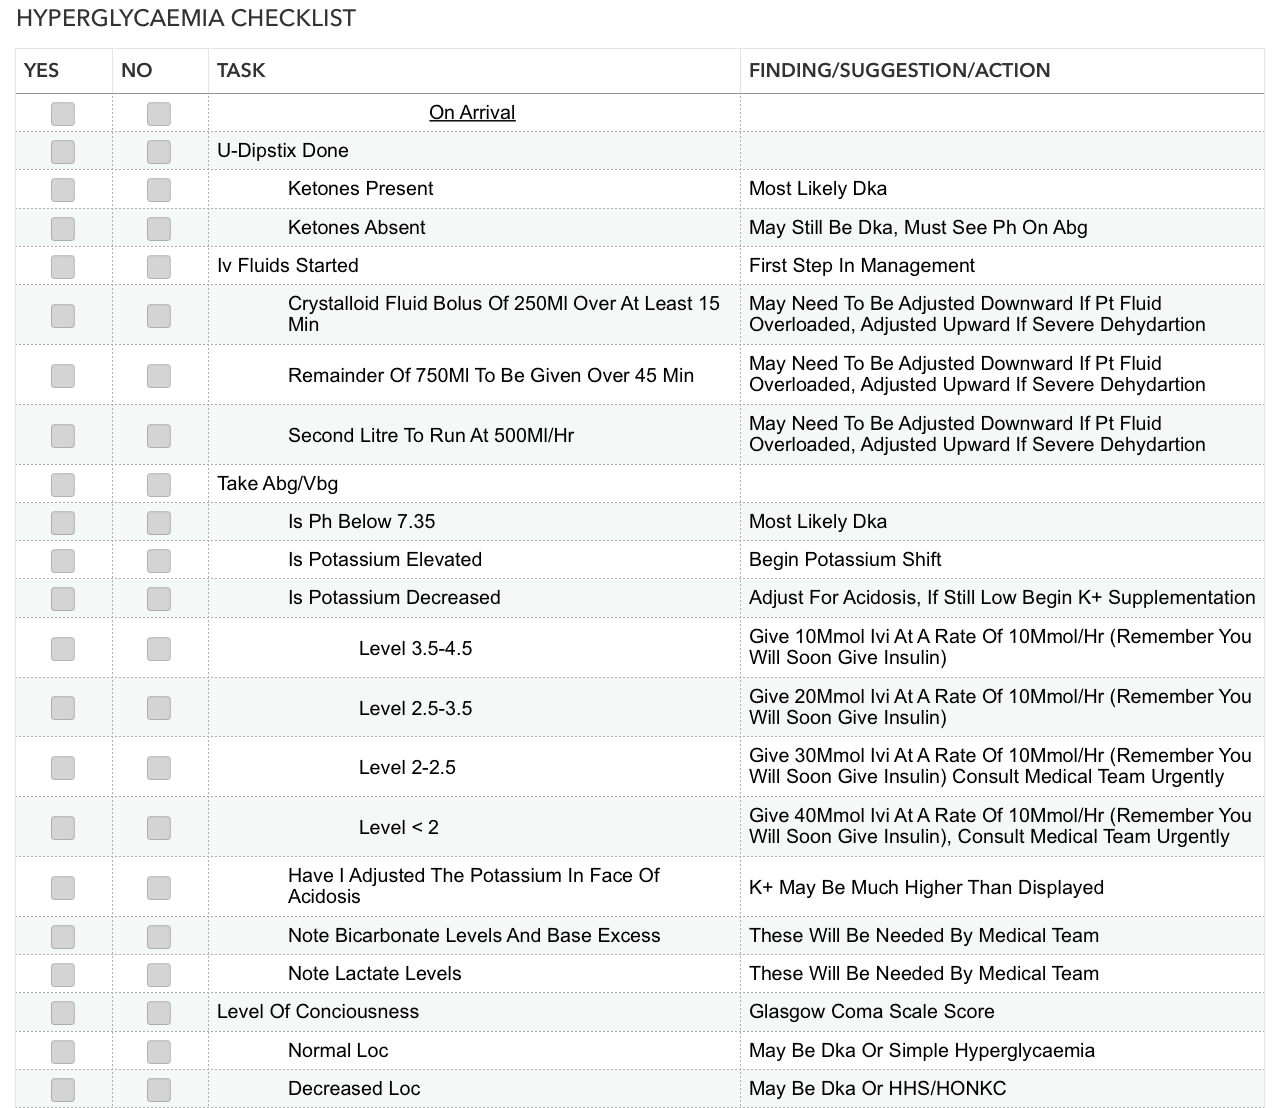 HYPERGLYCAEMIA CHECKLIST
YES NO TASK FINDING/SUGGESTION/ACTION
On Arrival
U-Dipstix Done
Ketones Present Most Likely Dka
Ketones Absent May Still Be Dka, Must See Ph On Abg
Iv Fluids Started First Step In Management
Crystalloid Fluid Bolus Of 250Ml Over At Least 15
Min
May Need To Be Adjusted Downward If Pt Fluid
Overloaded, Adjusted Upward If Severe Dehydartion
Remainder Of 750Ml To Be Given Over 45 Min
May Need To Be Adjusted Downward If Pt Fluid
Overloaded, Adjusted Upward If Severe Dehydartion
Second Litre To Run At 500Ml/Hr
May Need To Be Adjusted Downward If Pt Fluid
Overloaded, Adjusted Upward If Severe Dehydartion
Take Abg/Vbg
Is Ph Below 7.35 Most Likely Dka
Is Potassium Elevated Begin Potassium Shift
Is Potassium Decreased Adjust For Acidosis, If Still Low Begin K+ Supplementation
Level 3.5-4.5
Give 10Mmol Ivi At A Rate Of 10Mmol/Hr (Remember You
Will Soon Give Insulin)
Level 2.5-3.5
Give 20Mmol Ivi At A Rate Of 10Mmol/Hr (Remember You
Will Soon Give Insulin)
Level 2-2.5
Give 30Mmol Ivi At A Rate Of 10Mmol/Hr (Remember You
Will Soon Give Insulin) Consult Medical Team Urgently
Level < 2
Give 40Mmol Ivi At A Rate Of 10Mmol/Hr (Remember You
Will Soon Give Insulin), Consult Medical Team Urgently
Have I Adjusted The Potassium In Face Of
Acidosis
K+ May Be Much Higher Than Displayed
Note Bicarbonate Levels And Base Excess These Will Be Needed By Medical Team
Note Lactate Levels These Will Be Needed By Medical Team
Level Of Conciousness Glasgow Coma Scale Score
Normal Loc May Be Dka Or Simple Hyperglycaemia
Decreased Loc May Be Dka Or HHS/HONKC